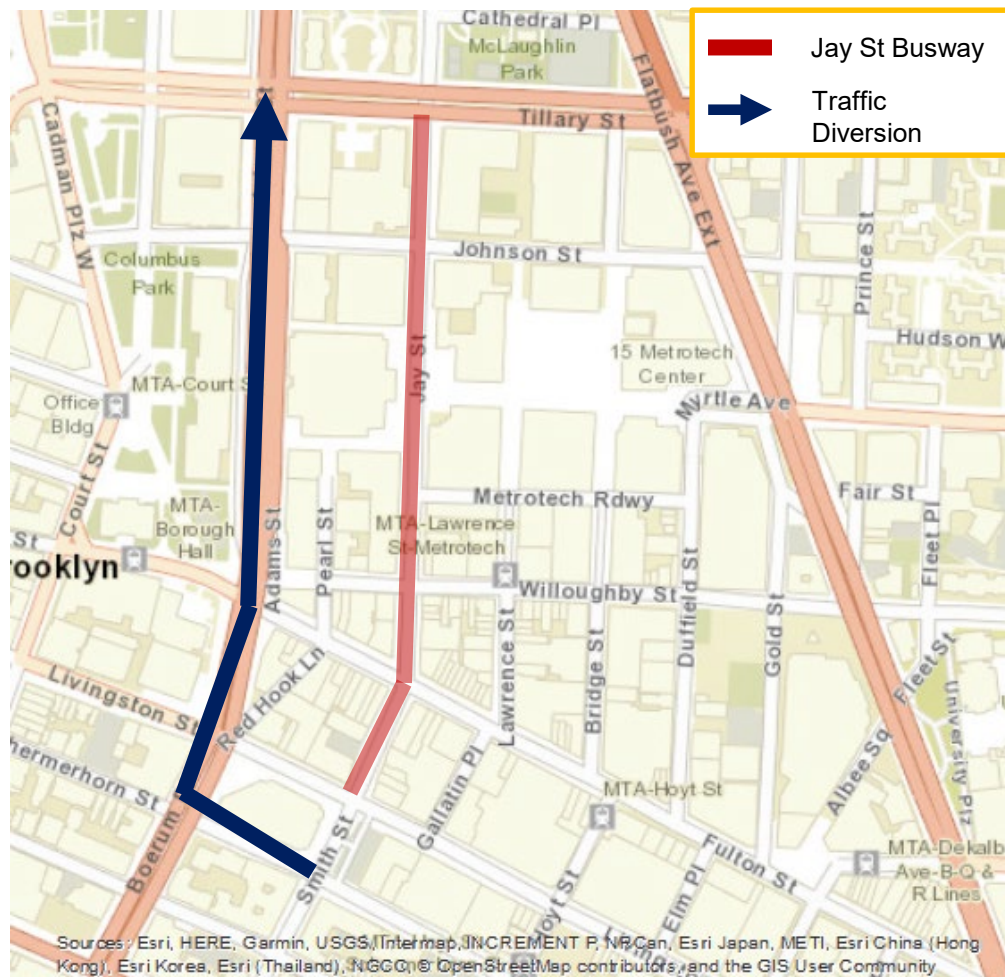 Cathedral Pl
McLaughlin
Park
Jay St Busway
Traffic
Diversion
Tillary St
Flatbush Ave Ext
Cadman Plz W
Prince St
Johnson St
Columbus
Park
Hudson W
Jay St
15 Metrotech
Center
MTA-Court S
Office
Bldg
Myrtle Ave
Court St
Metrotech Rdwy
Fair St
Fleet Pl
MTA-
Borough
Hall
Adams St
Pearl St
MTA-Lawrence
St-Metrotech
St
rooklyn
Willoughby St
Duffield St
Gold St
Lawrence St
Bridge St
Red Hook Ln
Fleet St
University Plz
Livingston St
hermerhorn St
Gallatin Pl
Albee Sq
MTA-Hoyt St
Boerum
Smith St
Fulton St
MTA-Dekalb
Ave-B-Q &
R Lines
Hoyt St
Elm Pl
Sources: Esri, HERE, Garmin, USGS, Intermap, INCREMENT P, NRCan, Esri Japan, METI, Esri China (Hong
Kong), Esri Korea, Esri (Thailand), NGCC, © OpenStreetMap contributors, and the GIS User Community